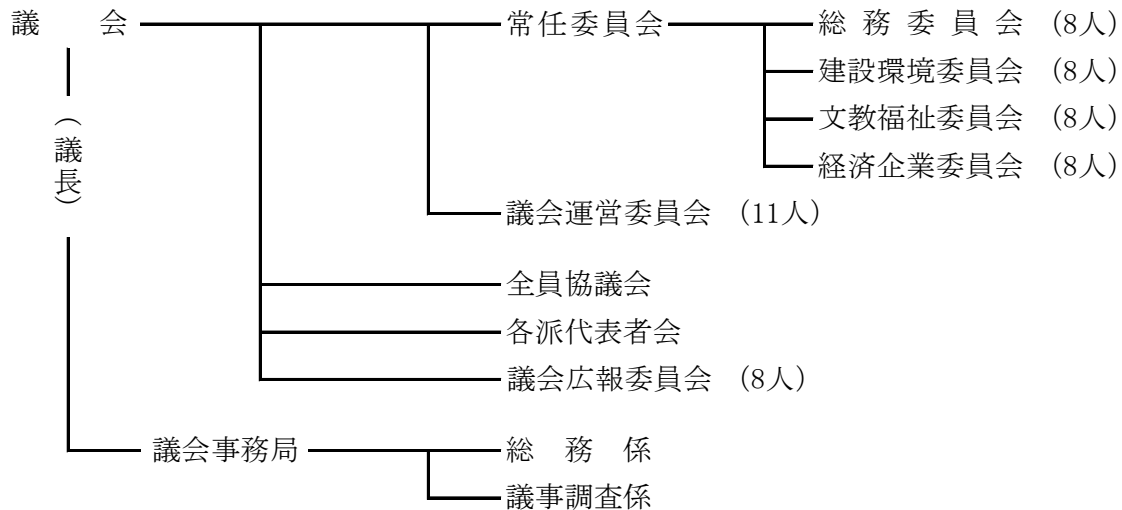 議会 常任委員会 総務委員会 (8人)
建設環境委員会 (8人)
文教福祉委員会 (8人)
経済企業委員会 (8人)
(議長)
議会運営委員会 (11人)
全員協議会
各派代表者会
議会広報委員会 (8人)
議会事務局 総務係
議事調査係